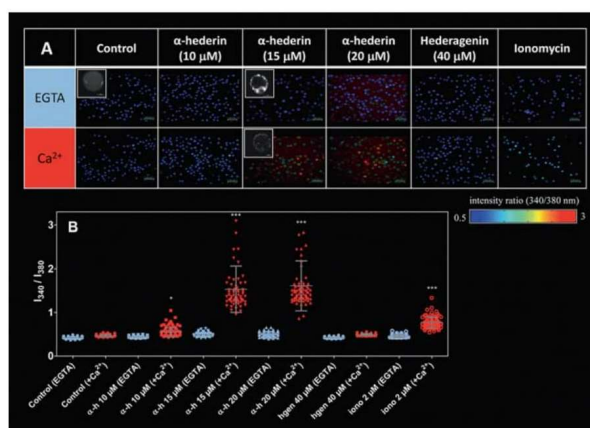 A
Control
α-hederin
(10 µM)
α-hederin
(15 µM)
α-hederin
(20 µM)
Hederagenin
(40 µM)
Ionomycin
EGTA
Ca²⁺
intensity ratio (340/380 nm)
0.5
3
B
I₃₄₀ / I₃₈₀
3
2
1
0
*
***
***
***
Control (EGTA)
Control (+Ca²⁺)
α-h 10 µM (EGTA)
α-h 10 µM (+Ca²⁺)
α-h 15 µM (EGTA)
α-h 15 µM (+Ca²⁺)
α-h 20 µM (EGTA)
α-h 20 µM (+Ca²⁺)
hgen 40 µM (EGTA)
hgen 40 µM (+Ca²⁺)
iono 2 µM (EGTA)
iono 2 µM (+Ca²⁺)